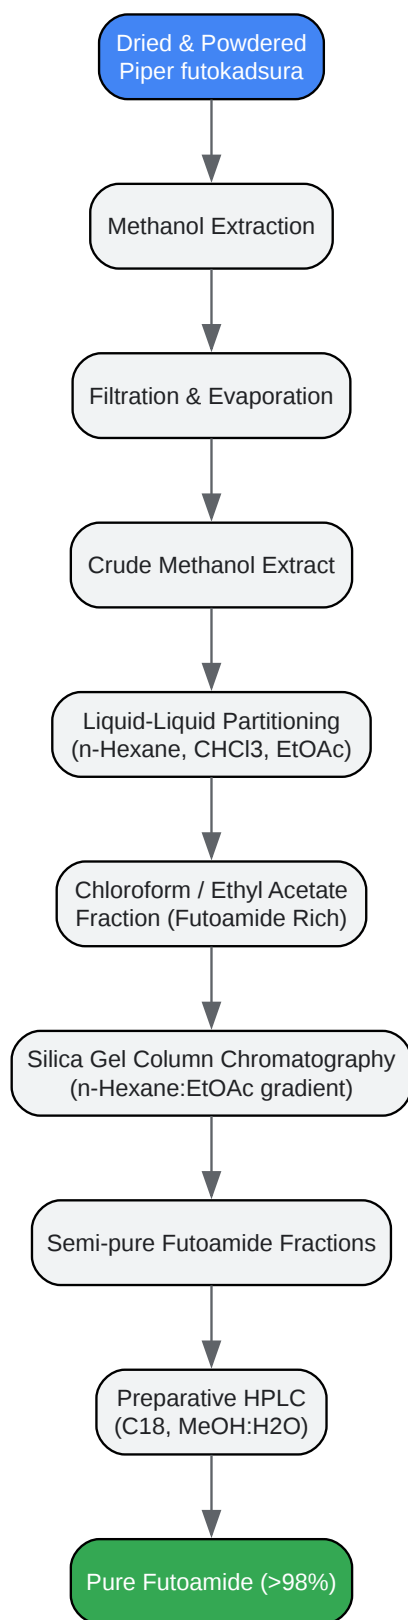 Dried & Powdered
Piper futokadsura
Methanol Extraction
Filtration & Evaporation
Crude Methanol Extract
Liquid-Liquid Partitioning
(n-Hexane, CHCl3, EtOAc)
Chloroform / Ethyl Acetate
Fraction (Futoamide Rich)
Silica Gel Column Chromatography
(n-Hexane:EtOAc gradient)
Semi-pure Futoamide Fractions
Preparative HPLC
(C18, MeOH:H2O)
Pure Futoamide (>98%)